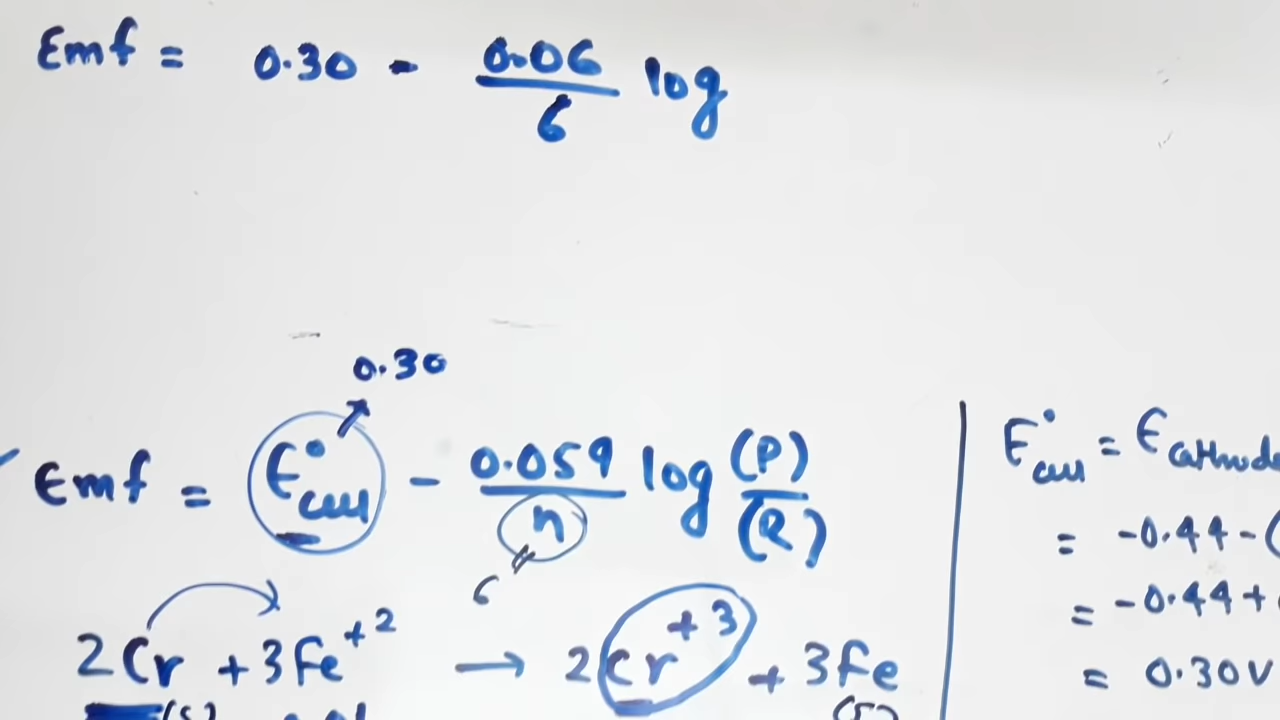 Emf = 0.30 - 0.06/6 log
0.30
Emf = E°cell - 0.059/n log (P)/(R)
6
2Cr + 3Fe+2 → 2Cr+3 + 3Fe
(s) (s)
E°cell = Ecathode
= -0.44 - (
= -0.44 +
= 0.30V